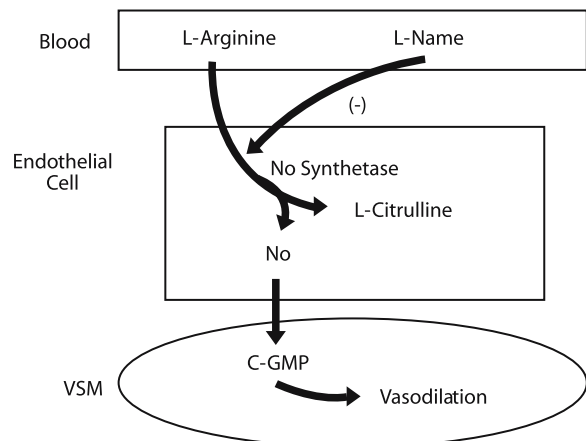 Blood
L-Arginine
L-Name
(-)
Endothelial
Cell
No Synthetase
L-Citrulline
No
C-GMP
VSM
Vasodilation